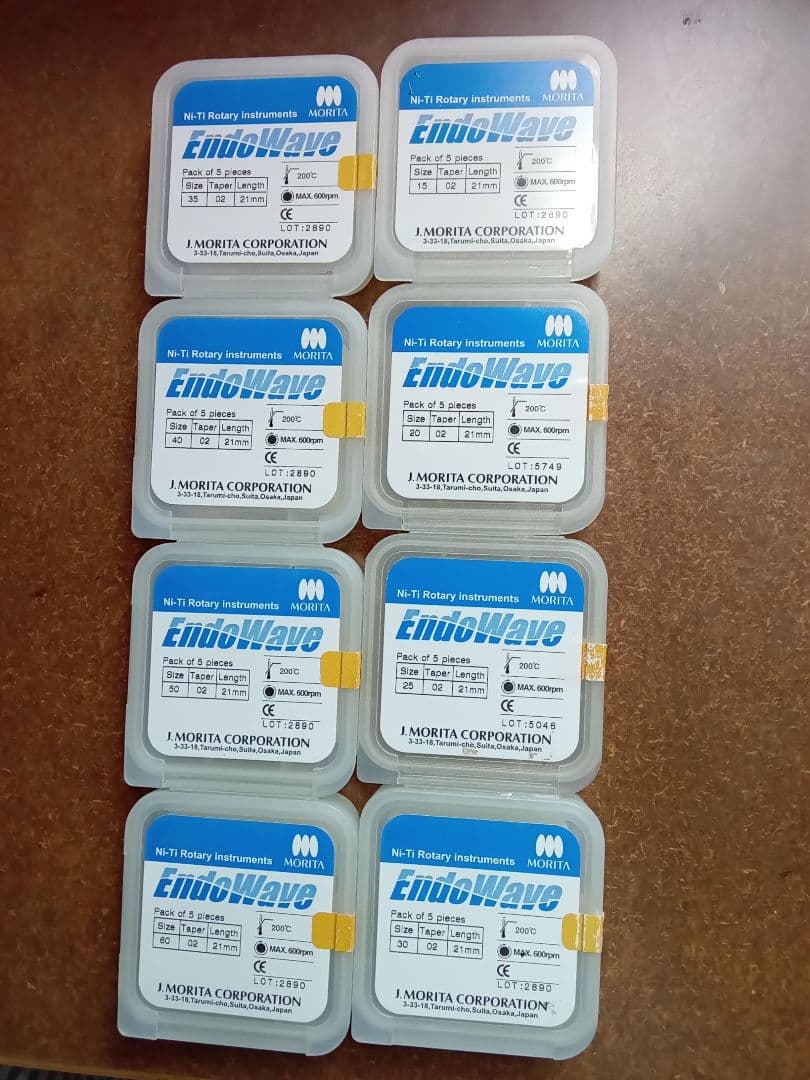 Ni-Ti Rotary instruments MORITA
EndoWave
Pack of 5 pieces
Size Taper Length
35 02 21mm
200℃
MAX. 600rpm
CE
LOT:2890
J. MORITA CORPORATION
3-33-18,Tarumi-cho,Suita,Osaka,Japan
Ni-Ti Rotary instruments MORITA
EndoWave
Pack of 5 pieces
Size Taper Length
15 02 21mm
200℃
MAX. 600rpm
CE
LOT:2890
J. MORITA CORPORATION
3-33-18,Tarumi-cho,Suita,Osaka,Japan
Ni-Ti Rotary instruments MORITA
EndoWave
Pack of 5 pieces
Size Taper Length
40 02 21mm
200℃
MAX. 600rpm
CE
LOT:2890
J. MORITA CORPORATION
3-33-18,Tarumi-cho,Suita,Osaka,Japan
Ni-Ti Rotary instruments MORITA
EndoWave
Pack of 5 pieces
Size Taper Length
20 02 21mm
200℃
MAX. 600rpm
CE
LOT:5749
J. MORITA CORPORATION
3-33-18,Tarumi-cho,Suita,Osaka,Japan
Ni-Ti Rotary instruments MORITA
EndoWave
Pack of 5 pieces
Size Taper Length
50 02 21mm
200℃
MAX. 600rpm
CE
LOT:2890
J. MORITA CORPORATION
3-33-18,Tarumi-cho,Suita,Osaka,Japan
Ni-Ti Rotary instruments MORITA
EndoWave
Pack of 5 pieces
Size Taper Length
25 02 21mm
200℃
MAX. 600rpm
CE
LOT:5046
J. MORITA CORPORATION
3-33-18,Tarumi-cho,Suita,Osaka,Japan
Ni-Ti Rotary instruments MORITA
EndoWave
Pack of 5 pieces
Size Taper Length
60 02 21mm
200℃
MAX. 600rpm
CE
LOT:2890
J. MORITA CORPORATION
3-33-18,Tarumi-cho,Suita,Osaka,Japan
Ni-Ti Rotary instruments MORITA
EndoWave
Pack of 5 pieces
Size Taper Length
30 02 21mm
200℃
MAX. 600rpm
CE
LOT:2890
J. MORITA CORPORATION
3-33-18,Tarumi-cho,Suita,Osaka,Japan